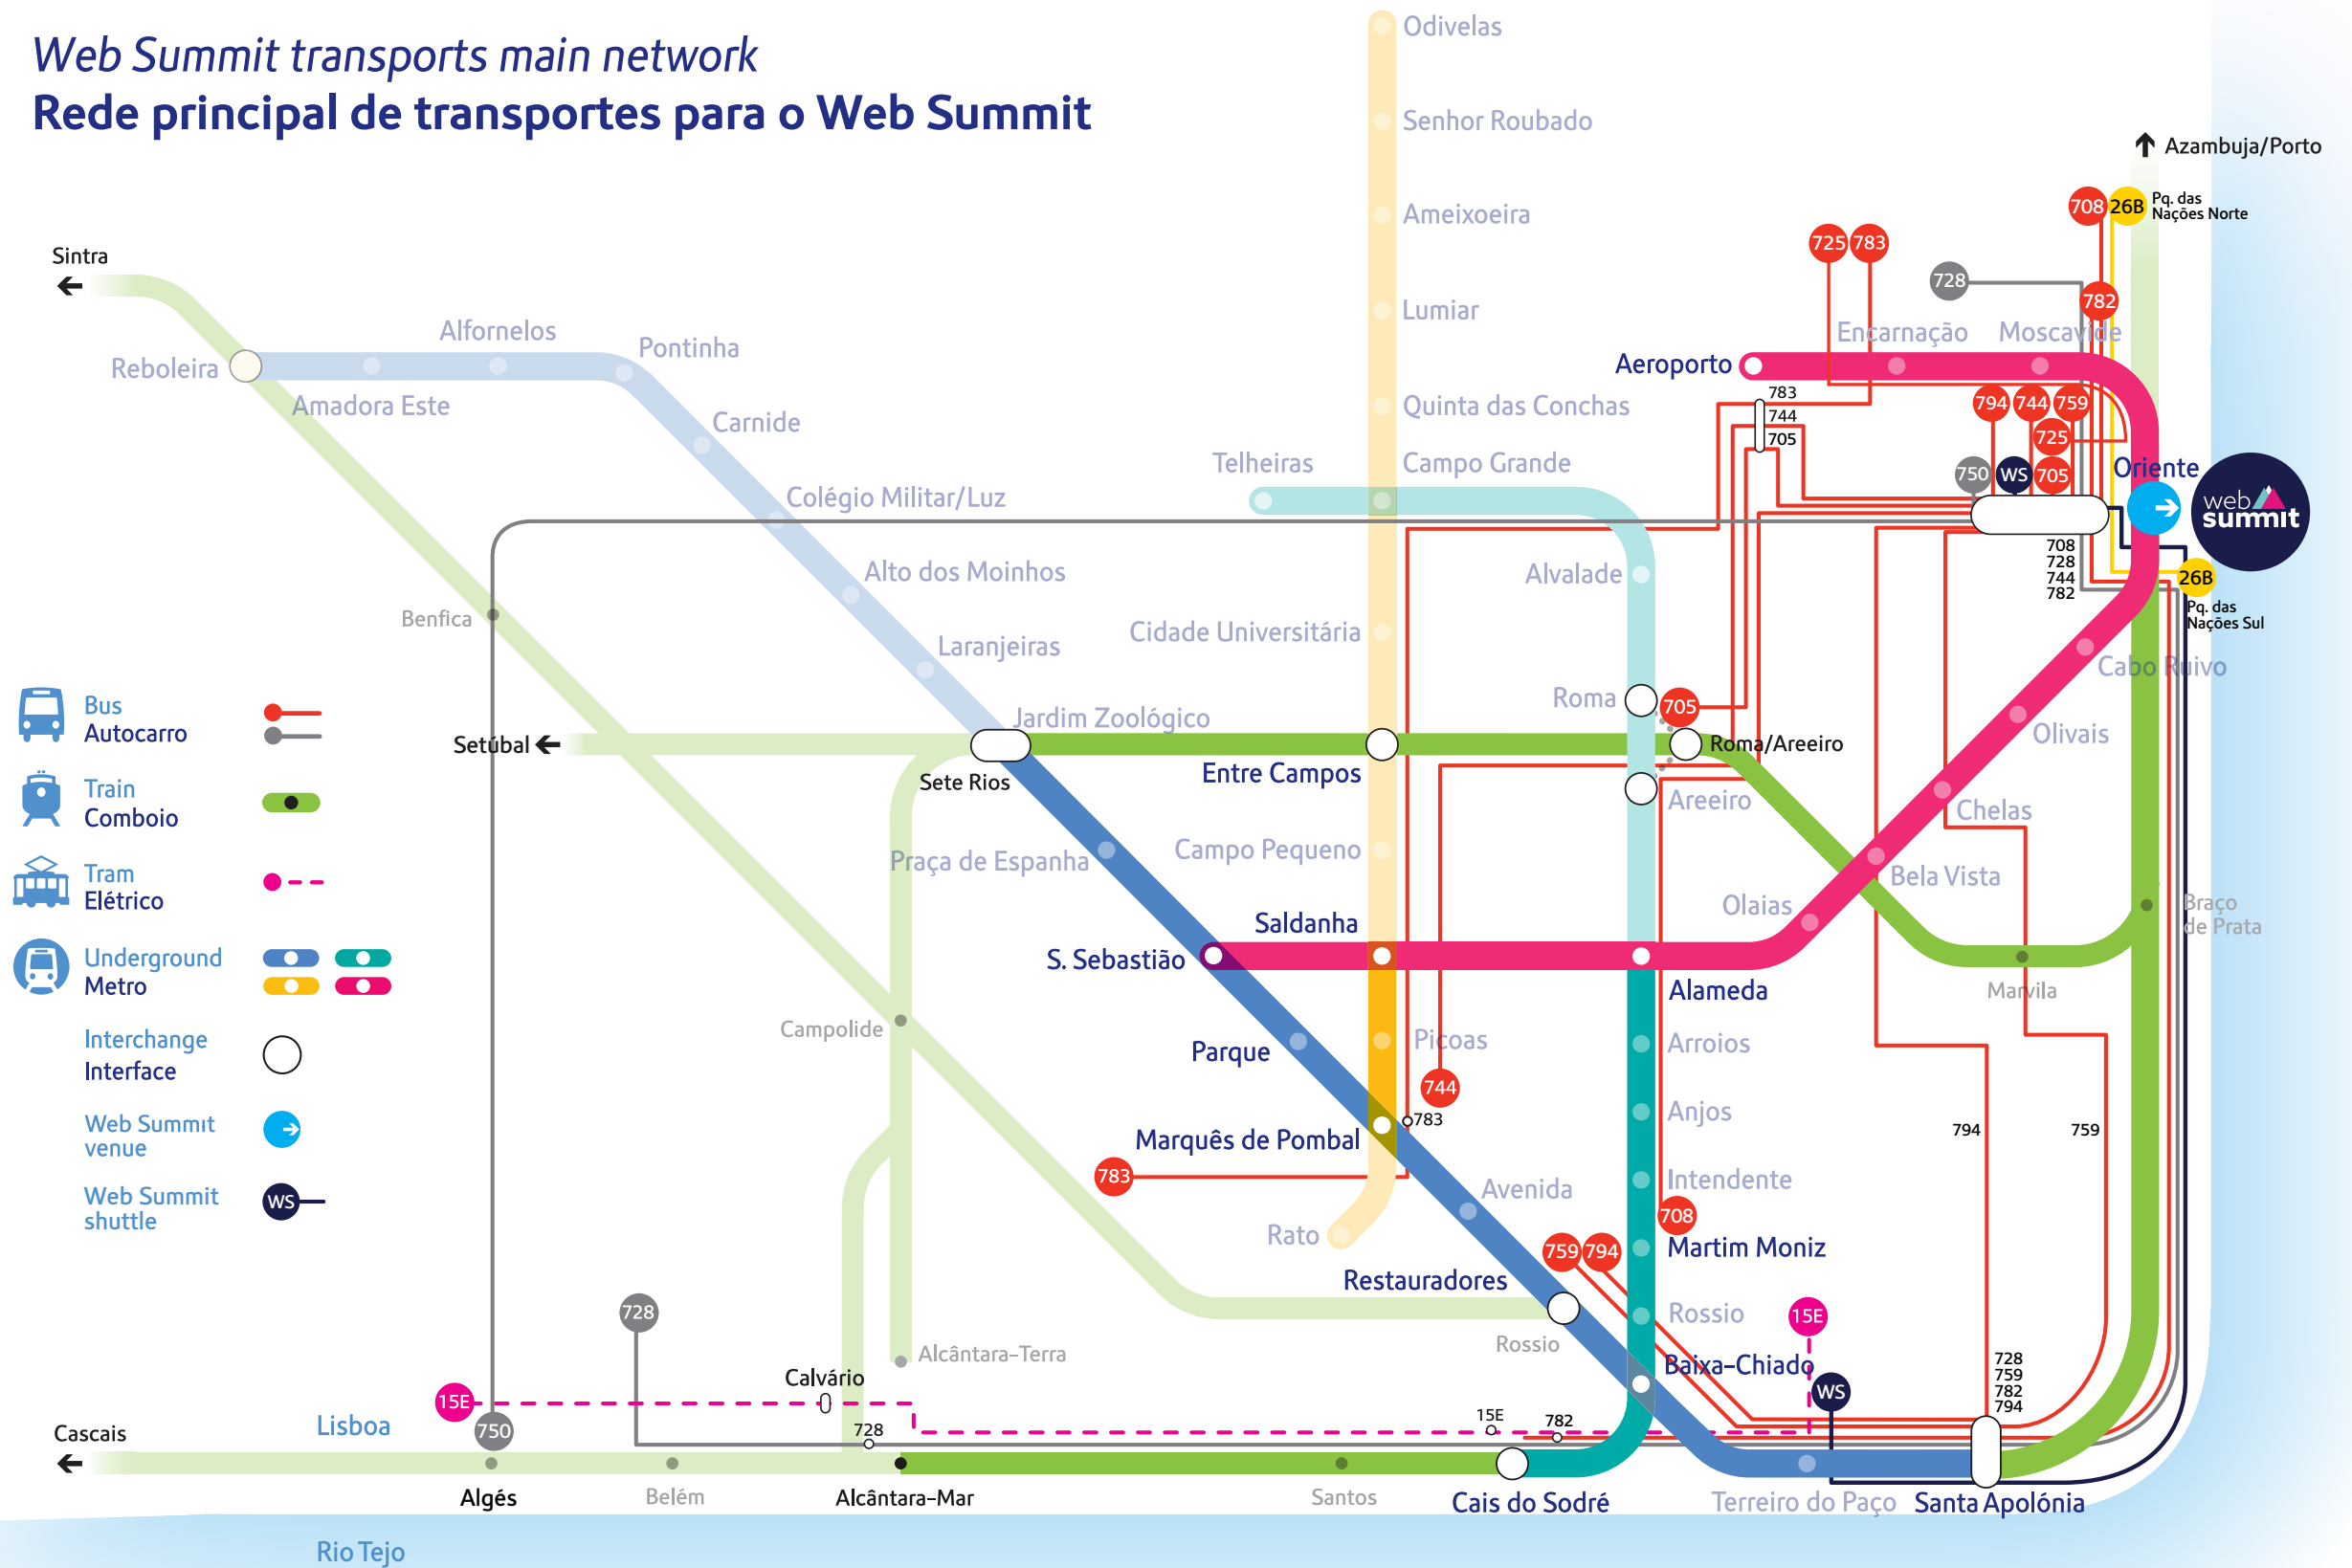 Web Summit transports main network
Rede principal de transportes para o Web Summit
Odivelas
Senhor Roubado
Ameixoeira
Lumiar
Quinta das Conchas
Telheiras
Campo Grande
Azambuja/Porto
708
26B
Pq. das
Nações Norte
725
783
728
782
Sintra
Encarnação
Moscavide
Aeroporto
Alfornelos
Pontinha
Reboleira
Amadora Este
Carnide
Colégio Militar/Luz
783
744
705
794
744
759
725
750
WS
705
Oriente
web
summit
708
728
744
782
26B
Pq. das
Nações Sul
Alto dos Moinhos
Alvalade
Benfica
Cidade Universitária
Laranjeiras
Cabo Ruivo
Roma
705
Jardim Zoológico
Olivais
Setúbal
Roma/Areeiro
Sete Rios
Entre Campos
Areeiro
Chelas
Bus
Autocarro
Train
Comboio
Tram
Elétrico
Underground
Metro
Interchange
Interface
Web Summit
venue
WS
Web Summit
shuttle
Praça de Espanha
Campo Pequeno
Bela Vista
Olaias
Braço
de Prata
Saldanha
S. Sebastião
Alameda
Marvila
Campolide
Parque
Picoas
Arroios
744
783
Anjos
Marquês de Pombal
794
759
783
Avenida
Intendente
Rato
708
759
794
Martim Moniz
Restauradores
728
Rossio
15E
Rossio
Alcântara-Terra
Baixa-Chiado
Calvário
WS
728
759
782
794
15E
750
728
15E
782
Lisboa
Cascais
Algés
Belém
Alcântara-Mar
Santos
Cais do Sodré
Terreiro do Paço
Santa Apolónia
Rio Tejo